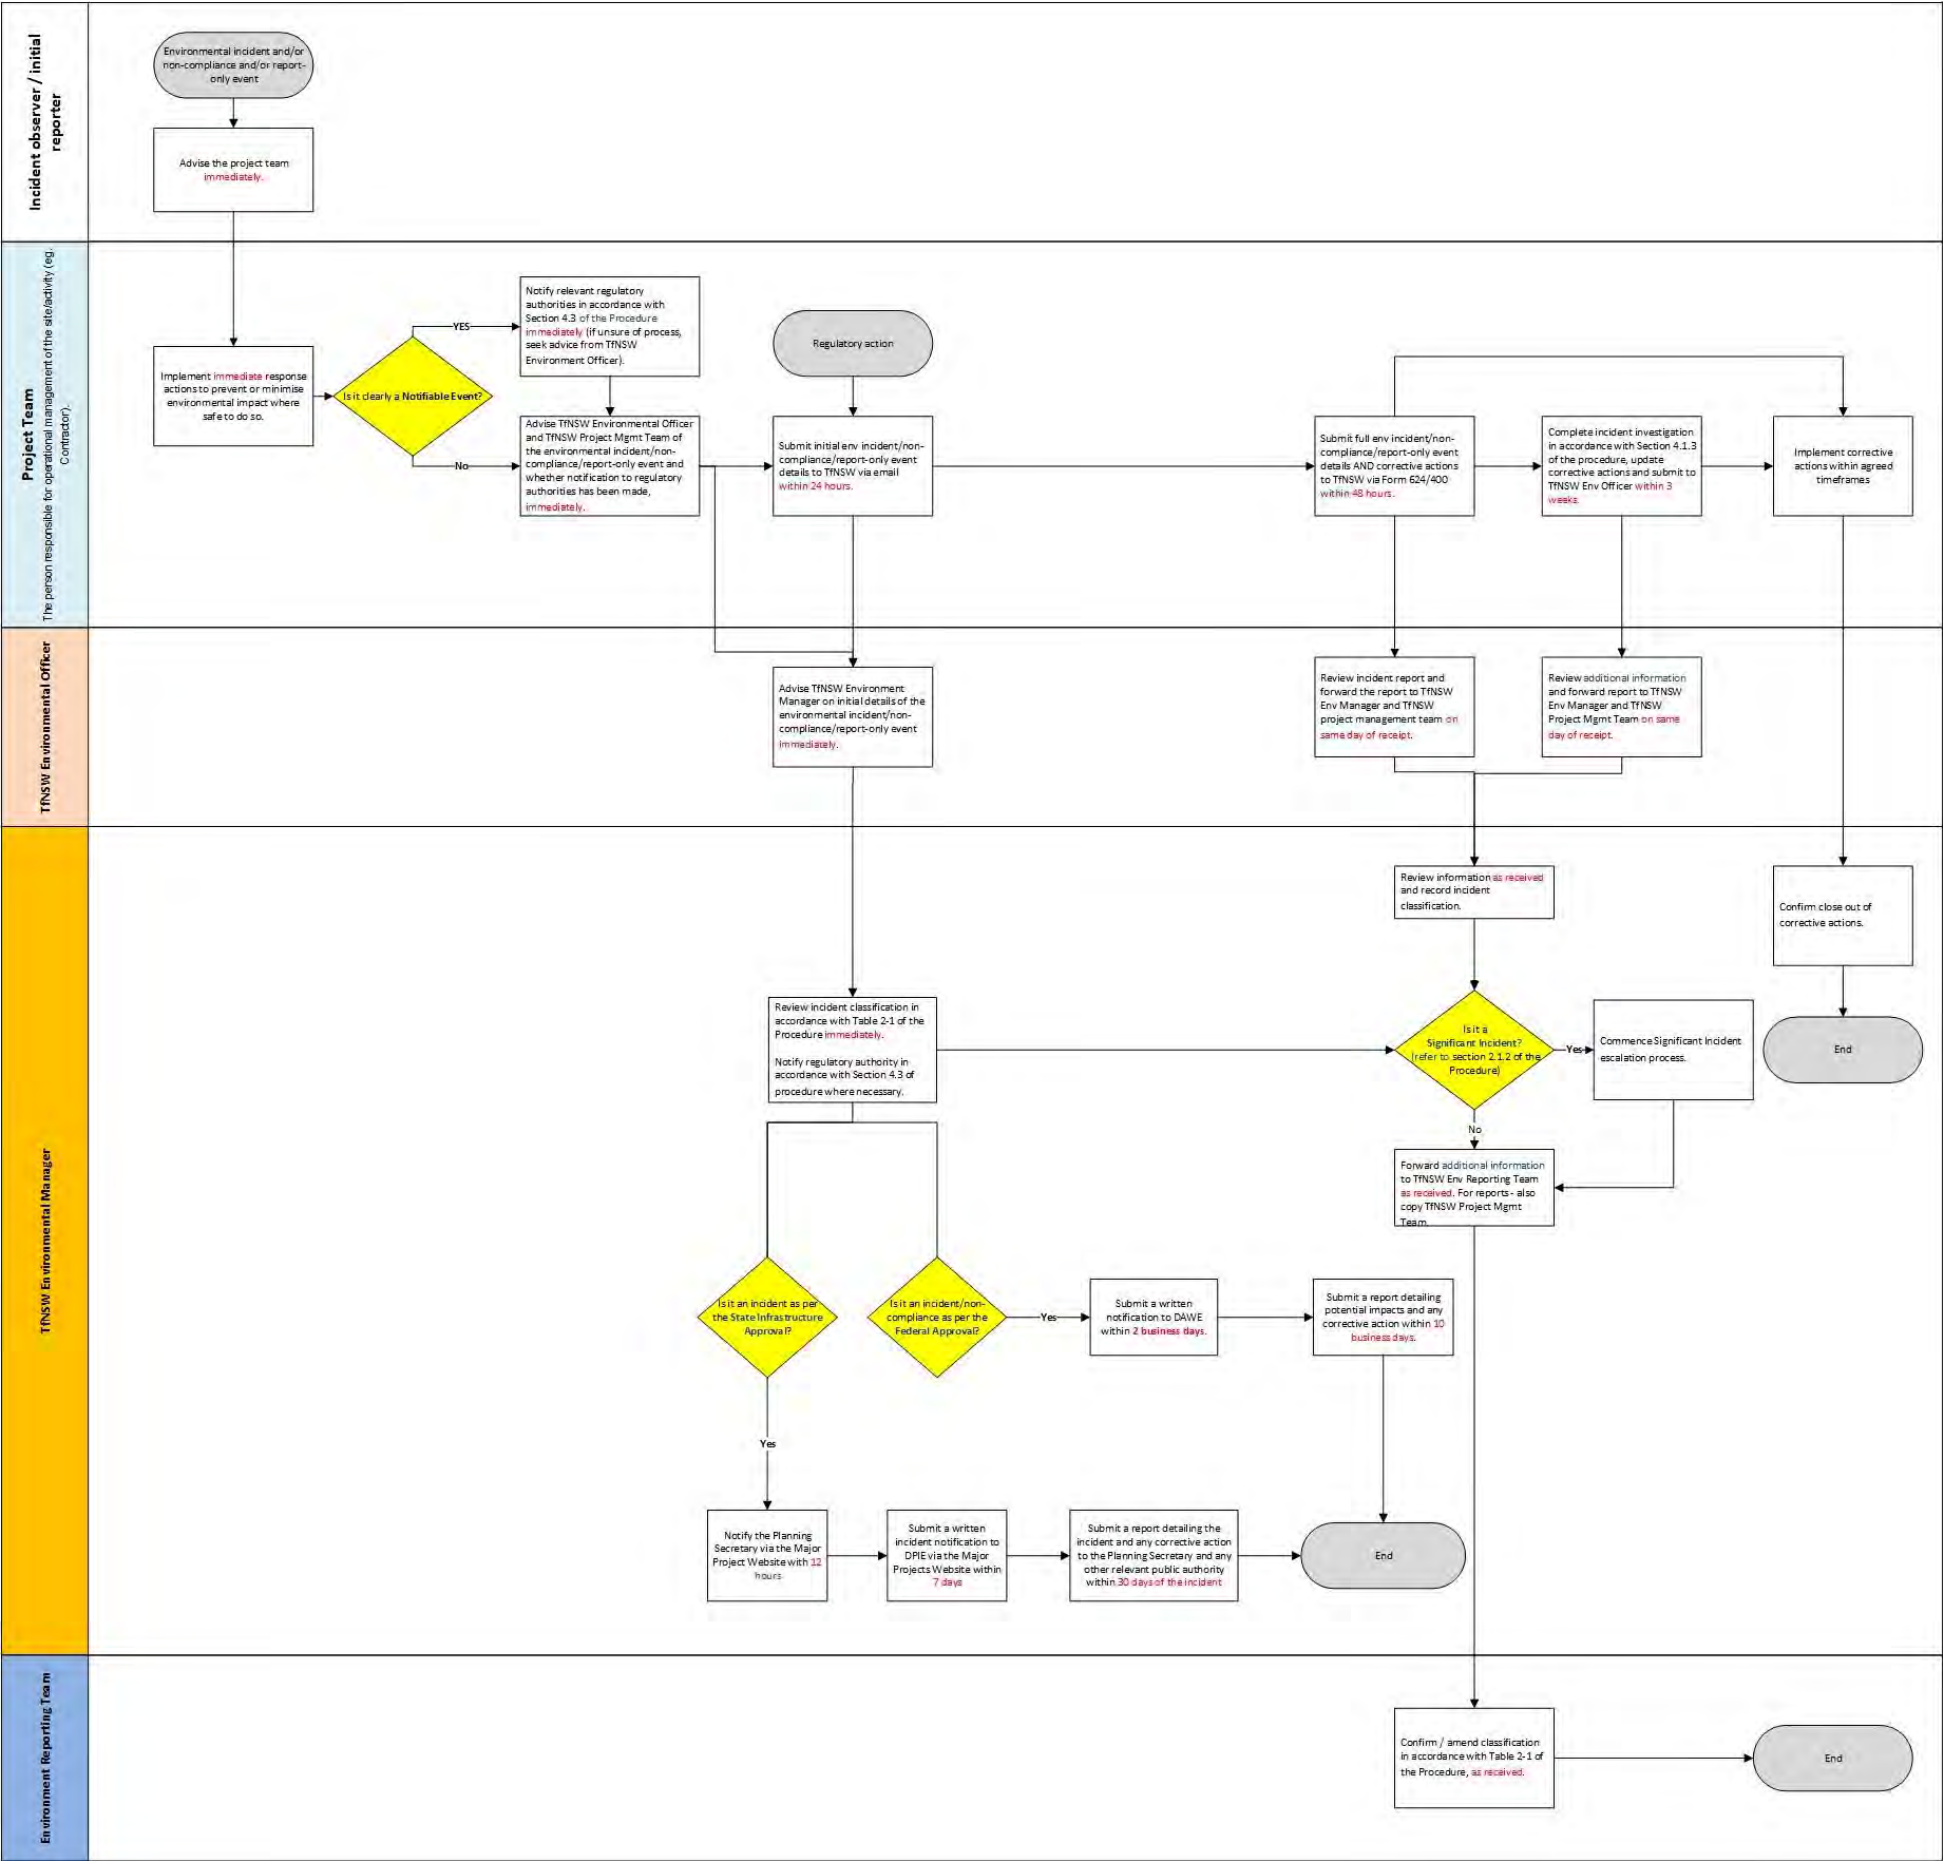 Incident observer / initial
reporter
Environmental incident and/or
non-compliance and/or report-
only event
Advise the project team
immediately.
Project Team
The person responsible for operational management of the site/activity (eg.
Contractor).
Implement immediate response
actions to prevent or minimise
environmental impact where
safe to do so.
Is it clearly a Notifiable Event?
YES
No
Notify relevant regulatory
authorities in accordance with
Section 4.3 of the Procedure
immediately (if unsure of process,
seek advice from TfNSW
Environment Officer).
Advise TfNSW Environmental Officer
and TfNSW Project Mgmt Team of
the environmental incident/non-
compliance/report-only event and
whether notification to regulatory
authorities has been made,
immediately.
Regulatory action
Submit initial env incident/non-
compliance/report-only event
details to TfNSW via email
within 24 hours.
Submit full env incident/non-
compliance/report-only event
details AND corrective actions
to TfNSW via Form 624/400
within 48 hours.
Complete incident investigation
in accordance with Section 4.1.3
of the procedure, update
corrective actions and submit to
TfNSW Env Officer within 3
weeks.
Implement corrective
actions within agreed
timeframes
TfNSW Environmental Officer
Advise TfNSW Environment
Manager on initial details of the
environmental incident/non-
compliance/report-only event
immediately.
Review incident report and
forward the report to TfNSW
Env Manager and TfNSW
project management team on
same day of receipt.
Review additional information
and forward report to TfNSW
Env Manager and TfNSW
Project Mgmt Team on same
day of receipt.
TfNSW Environmental Manager
Review information as received
and record incident
classification.
Confirm close out of
corrective actions.
Review incident classification in
accordance with Table 2-1 of the
Procedure immediately.
Notify regulatory authority in
accordance with Section 4.3 of
procedure where necessary.
Is it a
Significant Incident?
(refer to section 2.1.2 of the
Procedure)
Yes
Commence Significant Incident
escalation process.
End
No
Forward additional information
to TfNSW Env Reporting Team
as received. For reports - also
copy TfNSW Project Mgmt
Team.
Is it an incident as per
the State Infrastructure
Approval?
Is it an incident/non-
compliance as per the
Federal Approval?
Yes
Submit a written
notification to DAWE
within 2 business days.
Submit a report detailing
potential impacts and any
corrective action within 10
business days.
Yes
Notify the Planning
Secretary via the Major
Project Website with 12
hours
Submit a written
incident notification to
DPIE via the Major
Projects Website within
7 days
Submit a report detailing the
incident and any corrective action
to the Planning Secretary and any
other relevant public authority
within 30 days of the incident
End
Environment Reporting Team
Confirm / amend classification
in accordance with Table 2-1 of
the Procedure, as received.
End